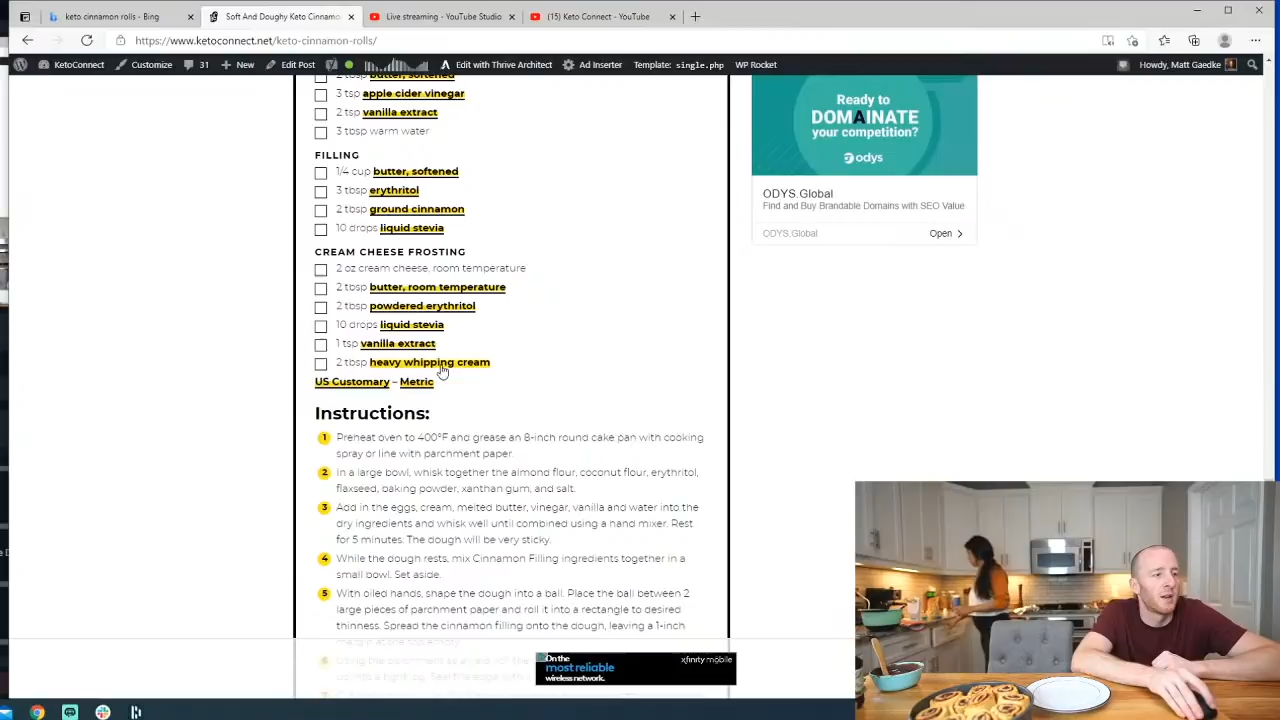 keto cinnamon rolls - Bing
Soft And Doughy Keto Cinnamo
Live streaming - YouTube Studio
(15) Keto Connect - YouTube
https://www.ketoconnect.net/keto-cinnamon-rolls/
KetoConnect Customize 31 + New Edit Post Edit with Thrive Architect Ad Inserter Template: single.php WP Rocket Howdy, Matt Gaedke
2 tbsp butter, softened
3 tsp apple cider vinegar
2 tsp vanilla extract
3 tbsp warm water
FILLING
1/4 cup butter, softened
3 tbsp erythritol
2 tbsp ground cinnamon
10 drops liquid stevia
CREAM CHEESE FROSTING
2 oz cream cheese, room temperature
2 tbsp butter, room temperature
2 tbsp powdered erythritol
10 drops liquid stevia
1 tsp vanilla extract
2 tbsp heavy whipping cream
US Customary – Metric
Instructions:
1 Preheat oven to 400°F and grease an 8-inch round cake pan with cooking
spray or line with parchment paper.
2 In a large bowl, whisk together the almond flour, coconut flour, erythritol,
flaxseed, baking powder, xanthan gum, and salt.
3 Add in the eggs, cream, melted butter, vinegar, vanilla and water into the
dry ingredients and whisk well until combined using a hand mixer. Rest
for 5 minutes. The dough will be very sticky.
4 While the dough rests, mix Cinnamon Filling ingredients together in a
small bowl. Set aside.
5 With oiled hands, shape the dough into a ball. Place the ball between 2
large pieces of parchment paper and roll it into a rectangle to desired
thinness. Spread the cinnamon filling onto the dough, leaving a 1-inch
Ready to
DOMAINATE
your competition?
odys
ODYS.Global
Find and Buy Brandable Domains with SEO Value
ODYS.Global
Open
On the
most reliable
wireless network.
xfinity mobile